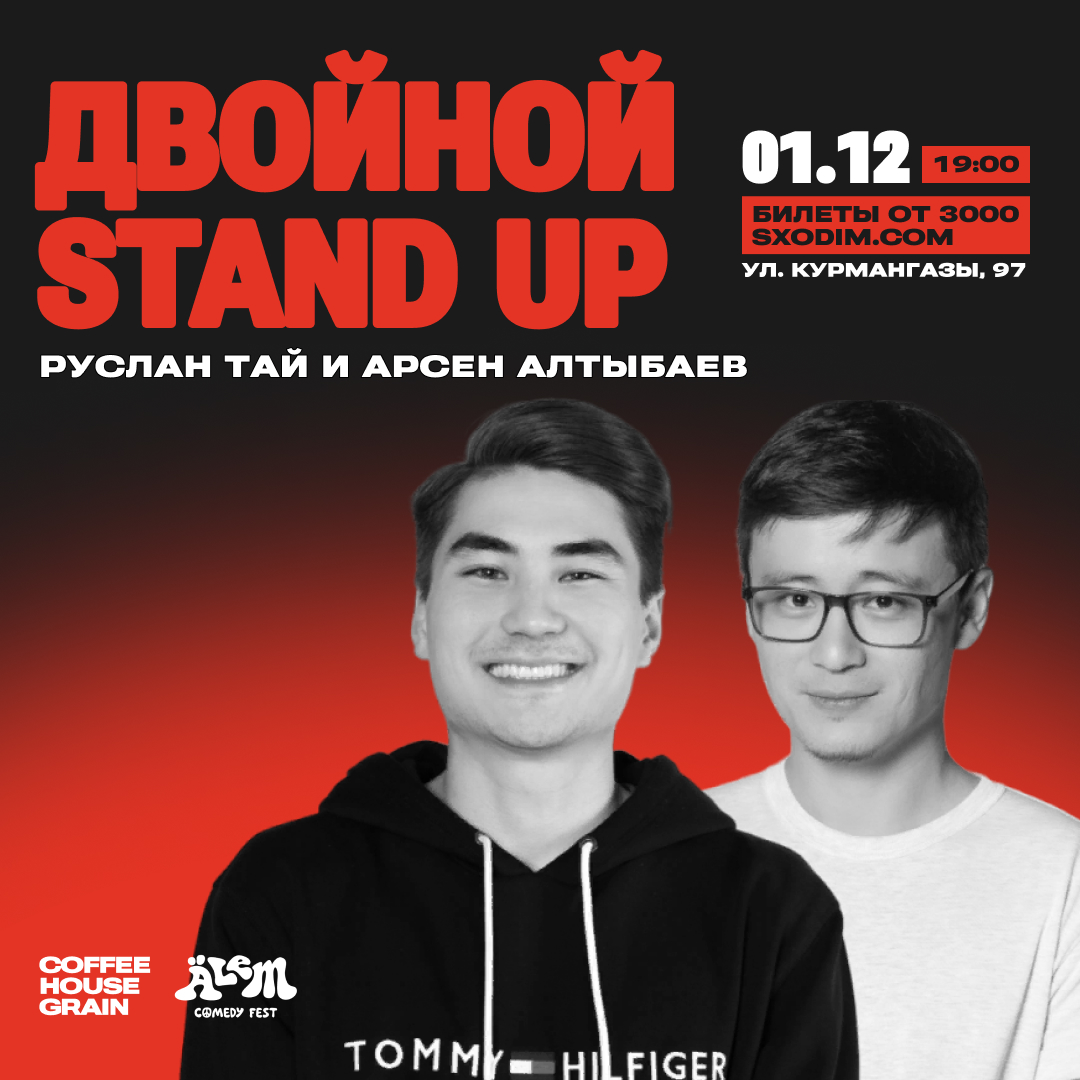 ДВОЙНОЙ
STAND UP
РУСЛАН ТАЙ И АРСЕН АЛТЫБАЕВ
01.12 19:00
БИЛЕТЫ ОТ 3000
SXODIM.COM
УЛ. КУРМАНГАЗЫ, 97
TOMMY HILFIGER
COFFEE
HOUSE
GRAIN
ÄLEM
COMEDY FEST